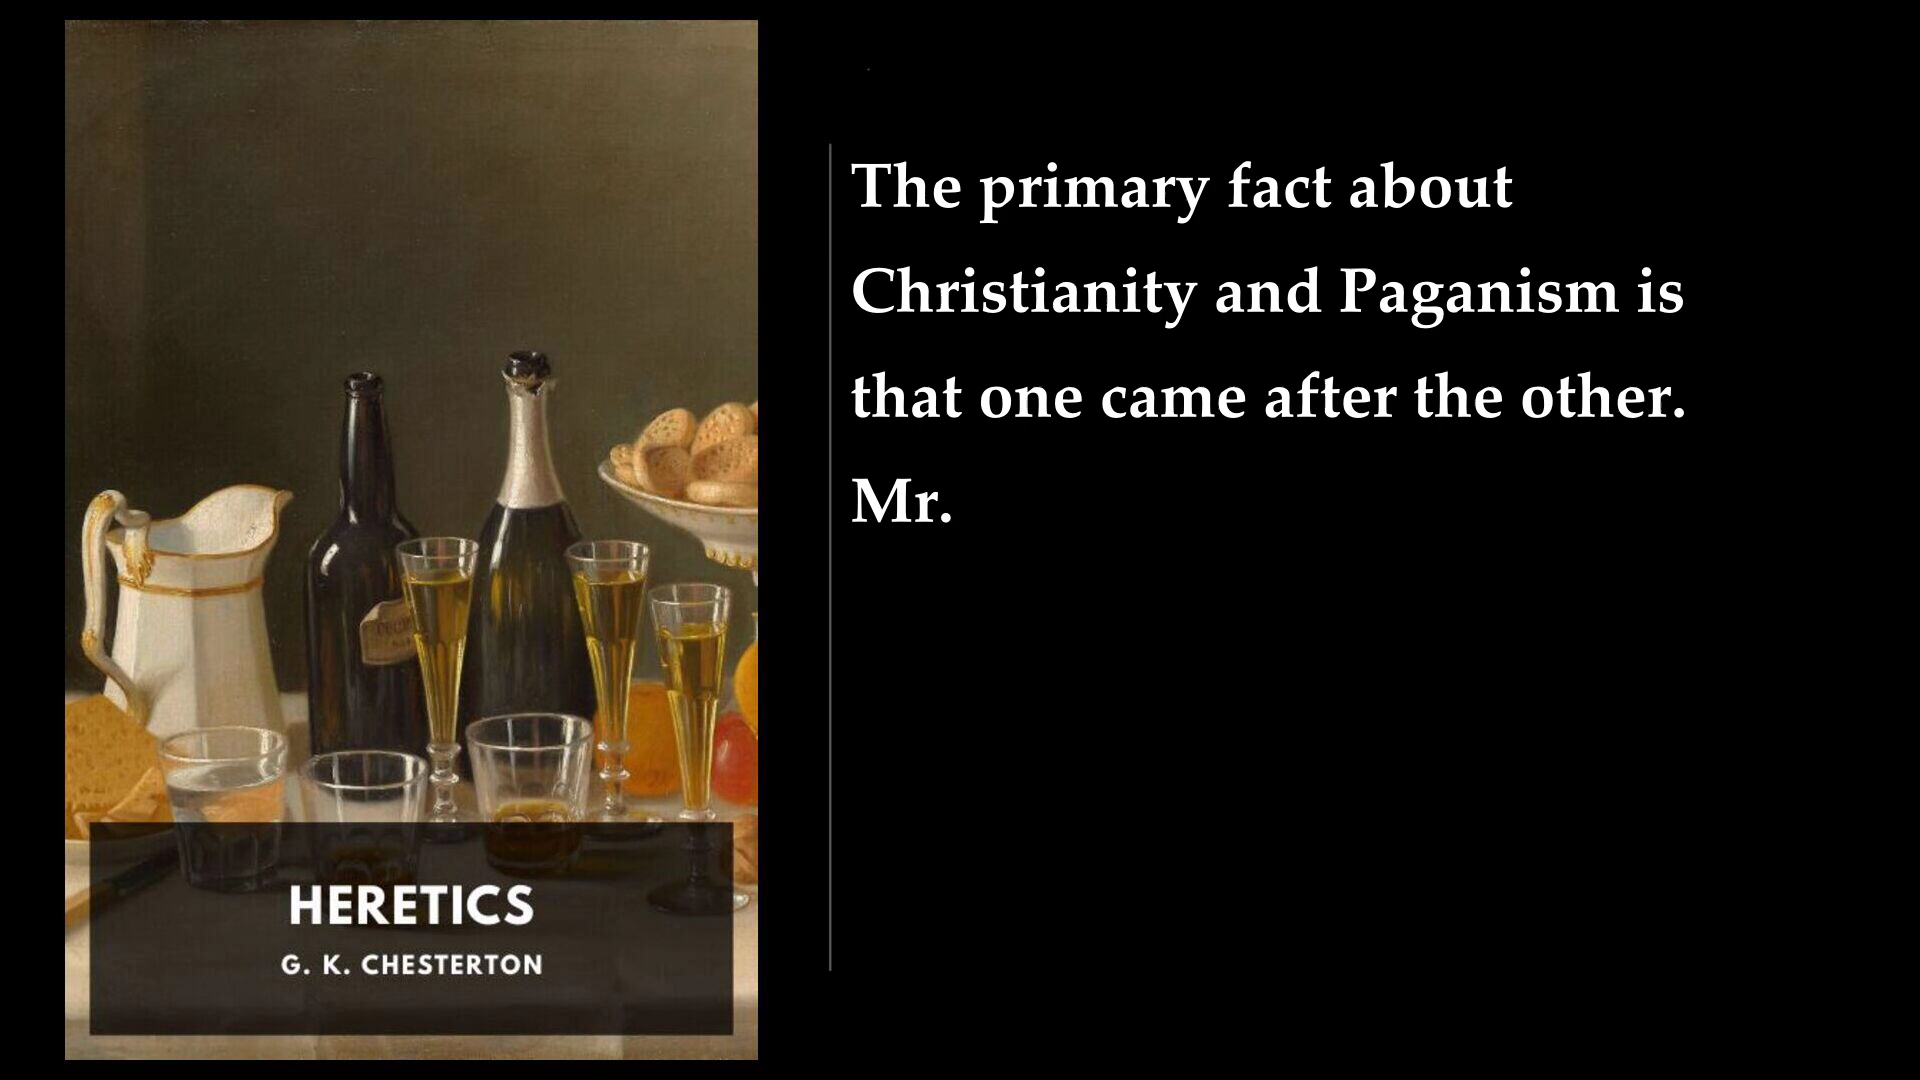 The primary fact about
Christianity and Paganism is
that one came after the other.
Mr.
HERETICS
G. K. CHESTERTON